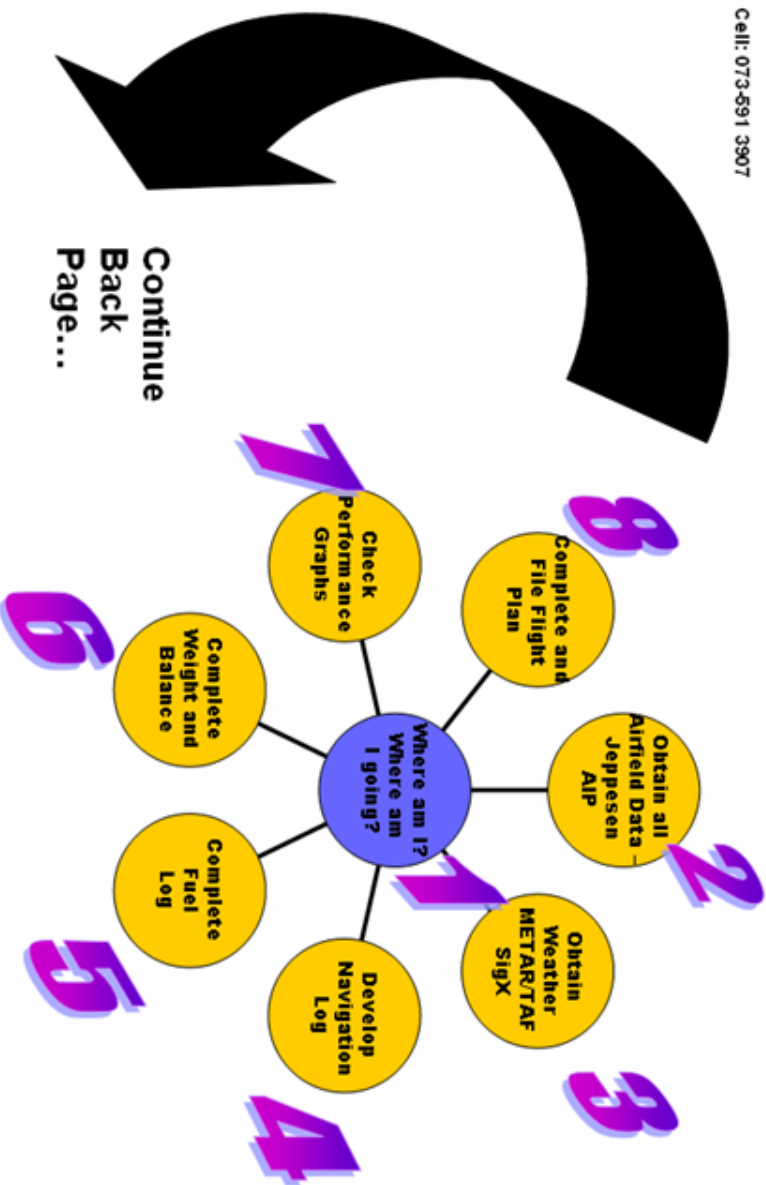 Cell: 073-591 3907
Continue
Back
Page...
1
Where am I?
Where am
I going?
2
Obtain all
Airfield Data –
Jeppesen
AIP
3
Obtain
Weather
METAR/TAF
SigX
4
Develop
Navigation
Log
5
Complete
Fuel
Log
6
Complete
Weight and
Balance
7
Check
Performance
Graphs
8
Complete and
File Flight
Plan